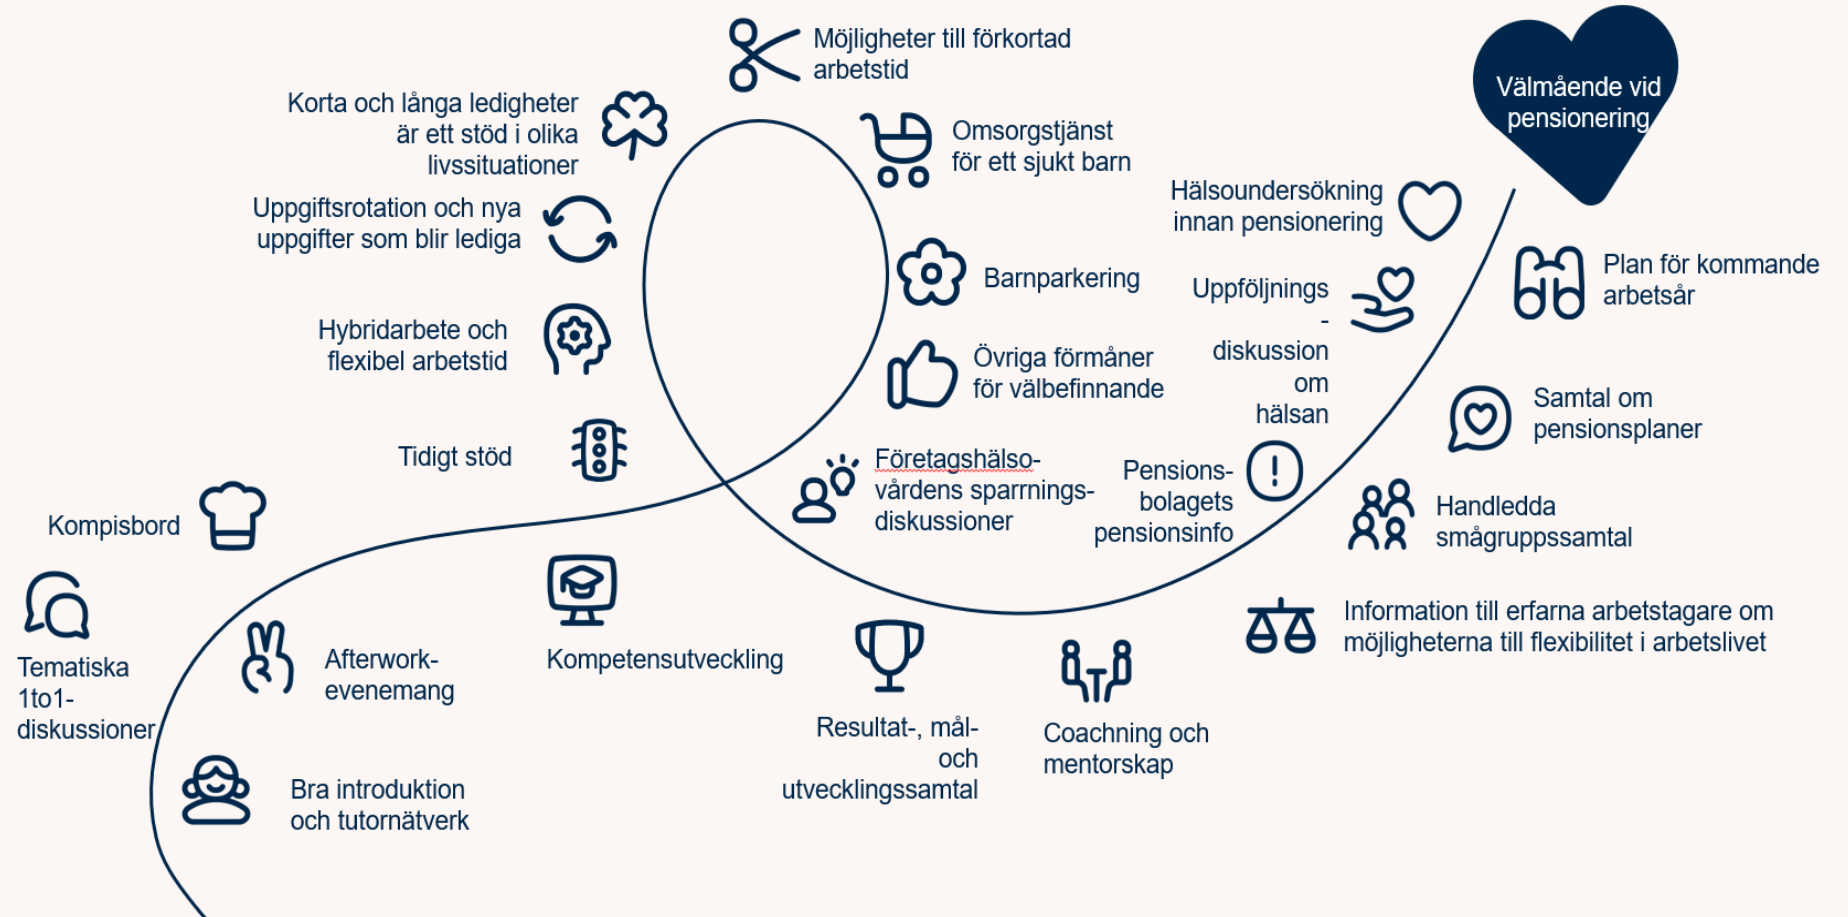 Möjligheter till förkortad
arbetstid
Korta och långa ledigheter
är ett stöd i olika
livssituationer
Omsorgstjänst
för ett sjukt barn
Välmående vid
pensionering
Uppgiftsrotation och nya
uppgifter som blir lediga
Hälsoundersökning
innan pensionering
Barnparkering
Uppföljnings
-
diskussion
om
hälsan
Plan för kommande
arbetsår
Hybridarbete och
flexibel arbetstid
Övriga förmåner
för välbefinnande
Samtal om
pensionsplaner
Tidigt stöd
Företagshälso-
vårdens sparrnings-
diskussioner
Pensions-
bolagets
pensionsinfo
Handledda
smågruppssamtal
Kompisbord
Information till erfarna arbetstagare om
möjligheterna till flexibilitet i arbetslivet
Tematiska
1to1-
diskussioner
Afterwork-
evenemang
Kompetensutveckling
Resultat-, mål-
och
utvecklingssamtal
Coachning och
mentorskap
Bra introduktion
och tutornätverk